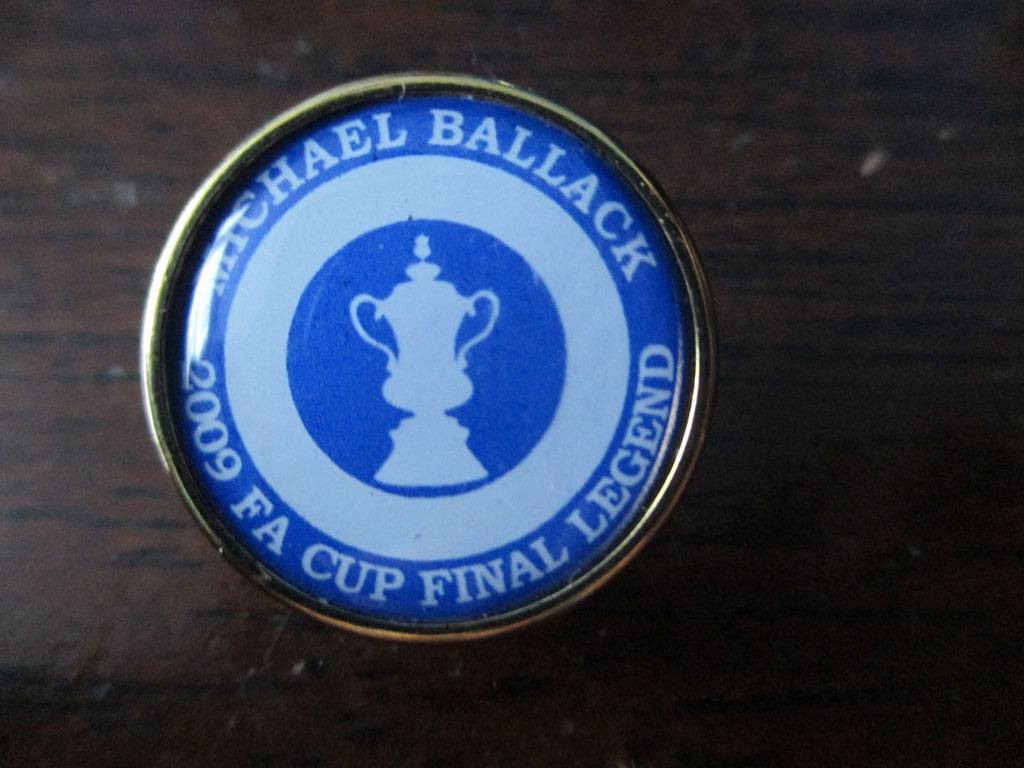 MICHAEL BALLACK
2009 FA CUP FINAL LEGEND